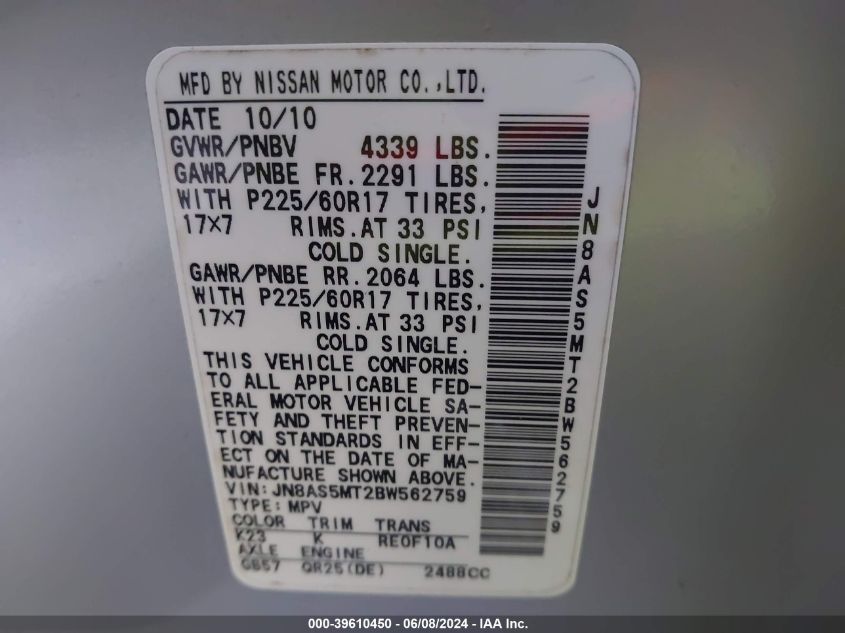 MFD BY NISSAN MOTOR CO.,LTD.
DATE 10/10
GVWR/PNBV 4339 LBS.
GAWR/PNBE FR.2291 LBS.
WITH P225/60R17 TIRES,
17×7 RIMS.AT 33 PSI
COLD SINGLE.
GAWR/PNBE RR.2064 LBS.
WITH P225/60R17 TIRES,
17×7 RIMS.AT 33 PSI
COLD SINGLE.
THIS VEHICLE CONFORMS
TO ALL APPLICABLE FED-
ERAL MOTOR VEHICLE SA-
FETY AND THEFT PREVEN-
TION STANDARDS IN EFF-
ECT ON THE DATE OF MA-
NUFACTURE SHOWN ABOVE.
VIN:JN8AS5MT2BW562759
TYPE:MPV
COLOR TRIM TRANS
K23 K RE0F10A
AXLE ENGINE
GB57 QR25(DE) 2488CC
JN8AS5MT2BW562759
000-39610450 - 06/08/2024 - IAA Inc.